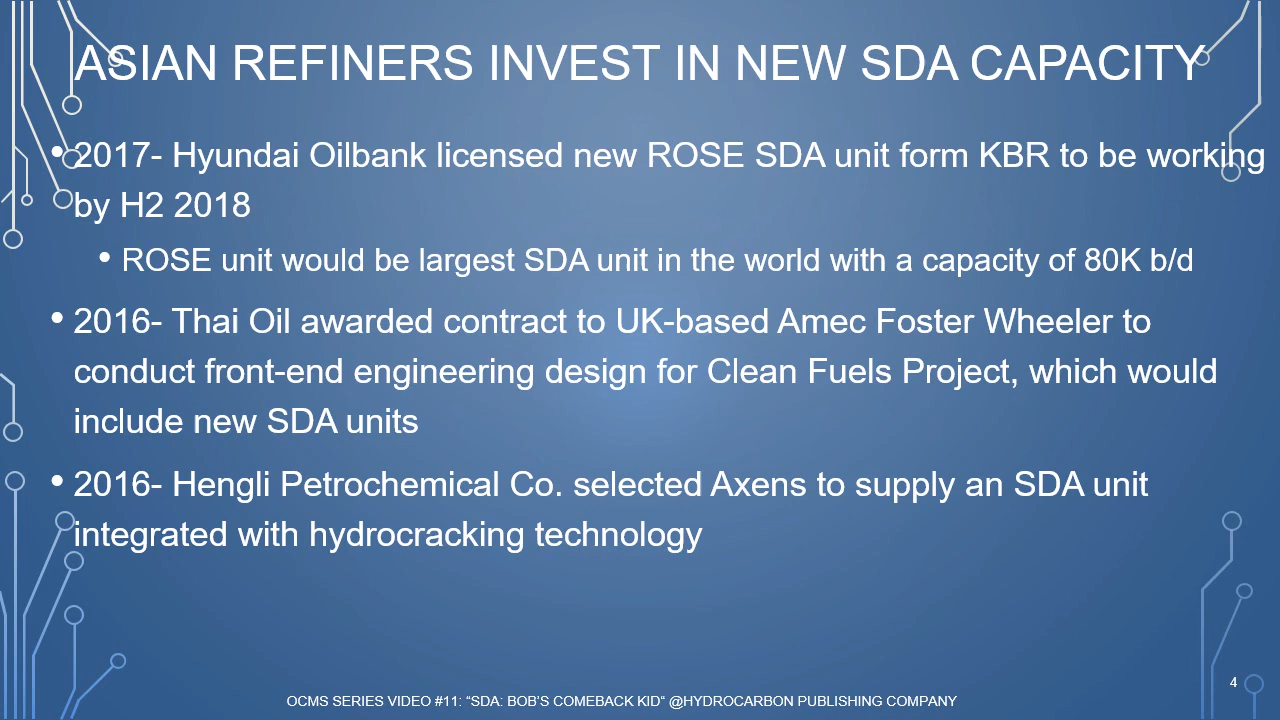 ASIAN REFINERS INVEST IN NEW SDA CAPACITY
• 2017- Hyundai Oilbank licensed new ROSE SDA unit form KBR to be working
by H2 2018
• ROSE unit would be largest SDA unit in the world with a capacity of 80K b/d
• 2016- Thai Oil awarded contract to UK-based Amec Foster Wheeler to
conduct front-end engineering design for Clean Fuels Project, which would
include new SDA units
• 2016- Hengli Petrochemical Co. selected Axens to supply an SDA unit
integrated with hydrocracking technology
4
OCMS SERIES VIDEO #11: “SDA: BOB’S COMEBACK KID“ @HYDROCARBON PUBLISHING COMPANY